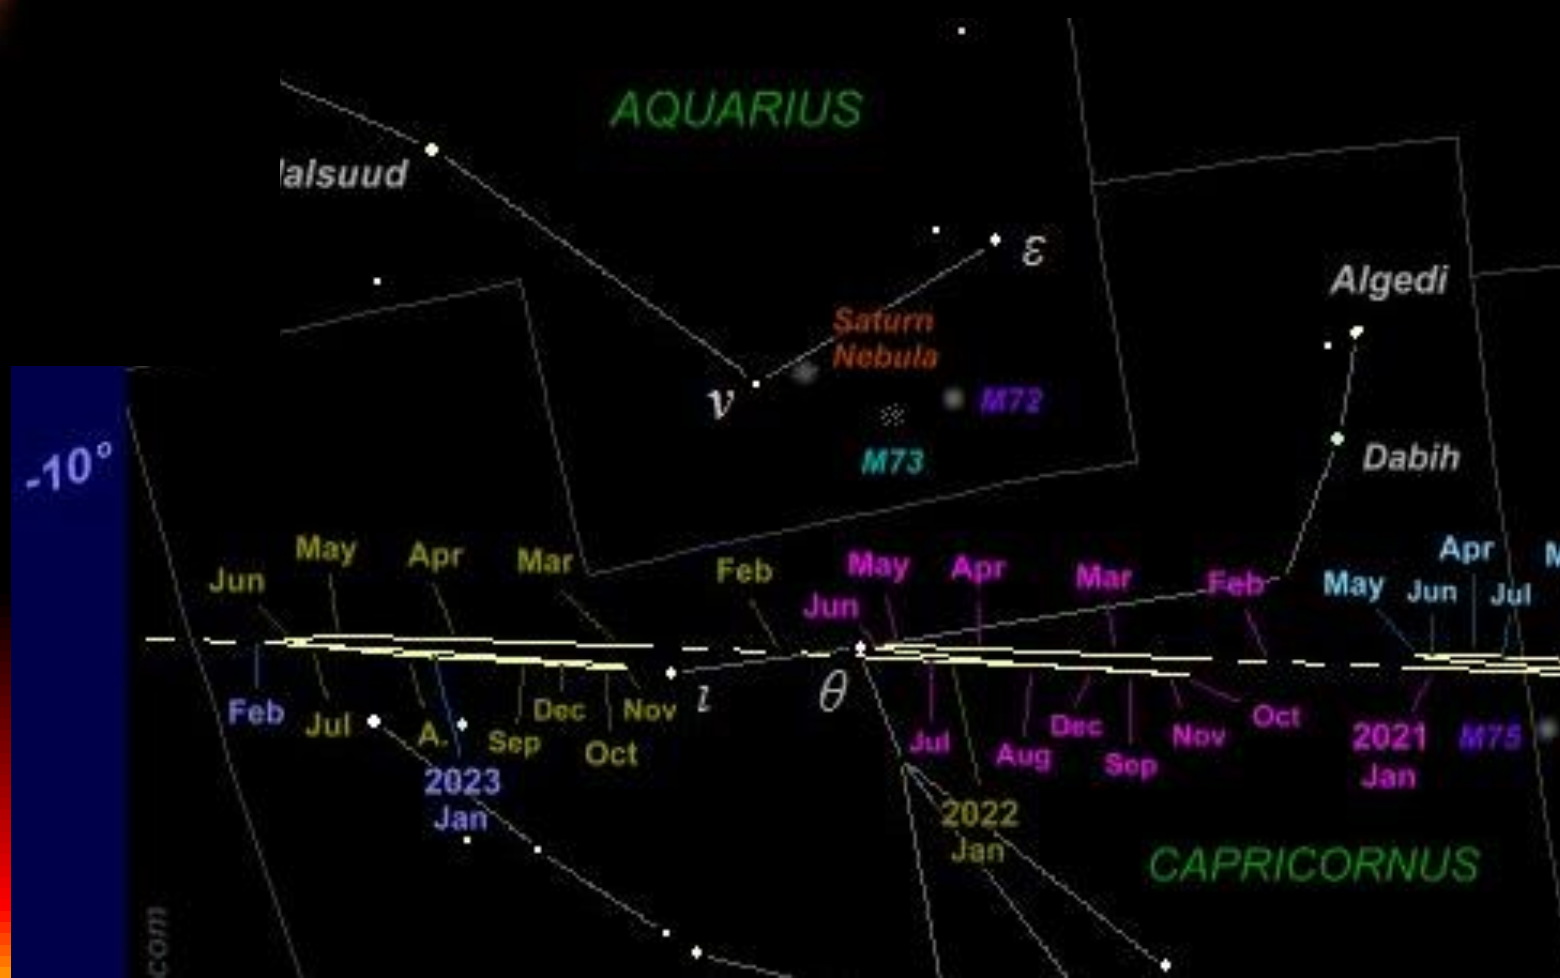 AQUARIUS
alsuud
ε
Algedi
Saturn
Nebula
ν
M72
M73
Dabih
-10°
Jun
May
Apr
Mar
Feb
May
Jun
Apr
Mar
Feb
May
Jun
Apr
Jul
M
ι
θ
Feb
Jul
A.
Sep
Dec
Oct
Nov
Jul
Aug
Dec
Sep
Nov
Oct
2021
Jan
M75
2023
Jan
2022
Jan
CAPRICORNUS
com